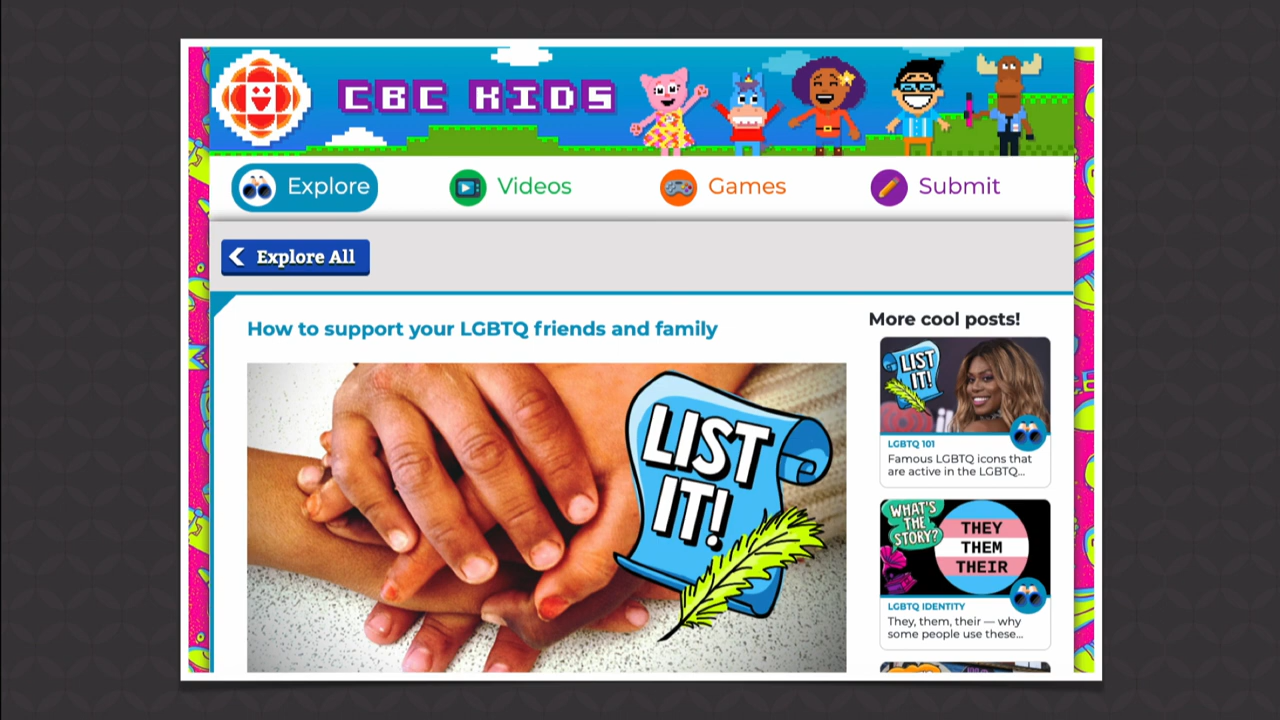 CBC KIDS
Explore
Videos
Games
Submit
Explore All
How to support your LGBTQ friends and family
LIST
IT!
More cool posts!
LIST
IT!
LGBTQ 101
Famous LGBTQ icons that
are active in the LGBTQ...
WHAT'S
THE
STORY?
THEY
THEM
THEIR
LGBTQ IDENTITY
They, them, their — why
some people use these...